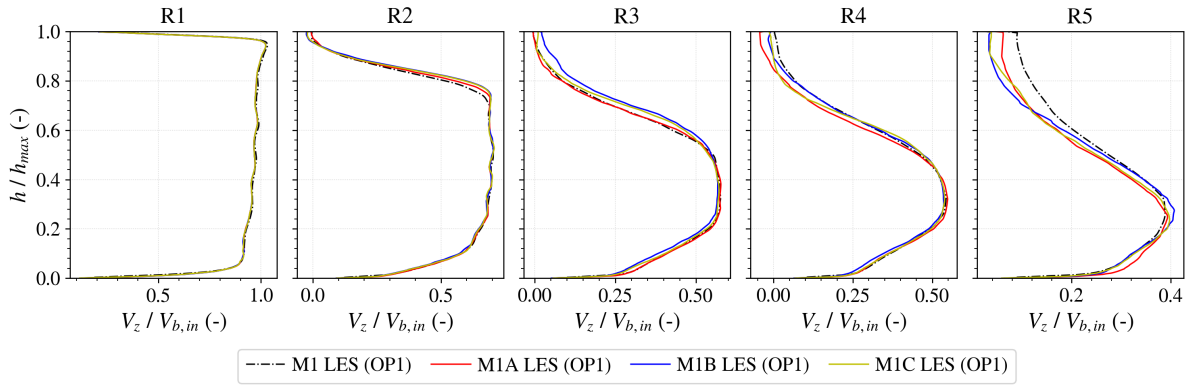 R1 R2 R3 R4 R5
h / h_max (-)
1.0
0.8
0.6
0.4
0.2
0.0
0.5 1.0 0.0 0.5 0.00 0.25 0.50 0.00 0.25 0.50 0.2 0.4
V_z / V_b,in (-) V_z / V_b,in (-) V_z / V_b,in (-) V_z / V_b,in (-) V_z / V_b,in (-)
M1 LES (OP1) M1A LES (OP1) M1B LES (OP1) M1C LES (OP1)